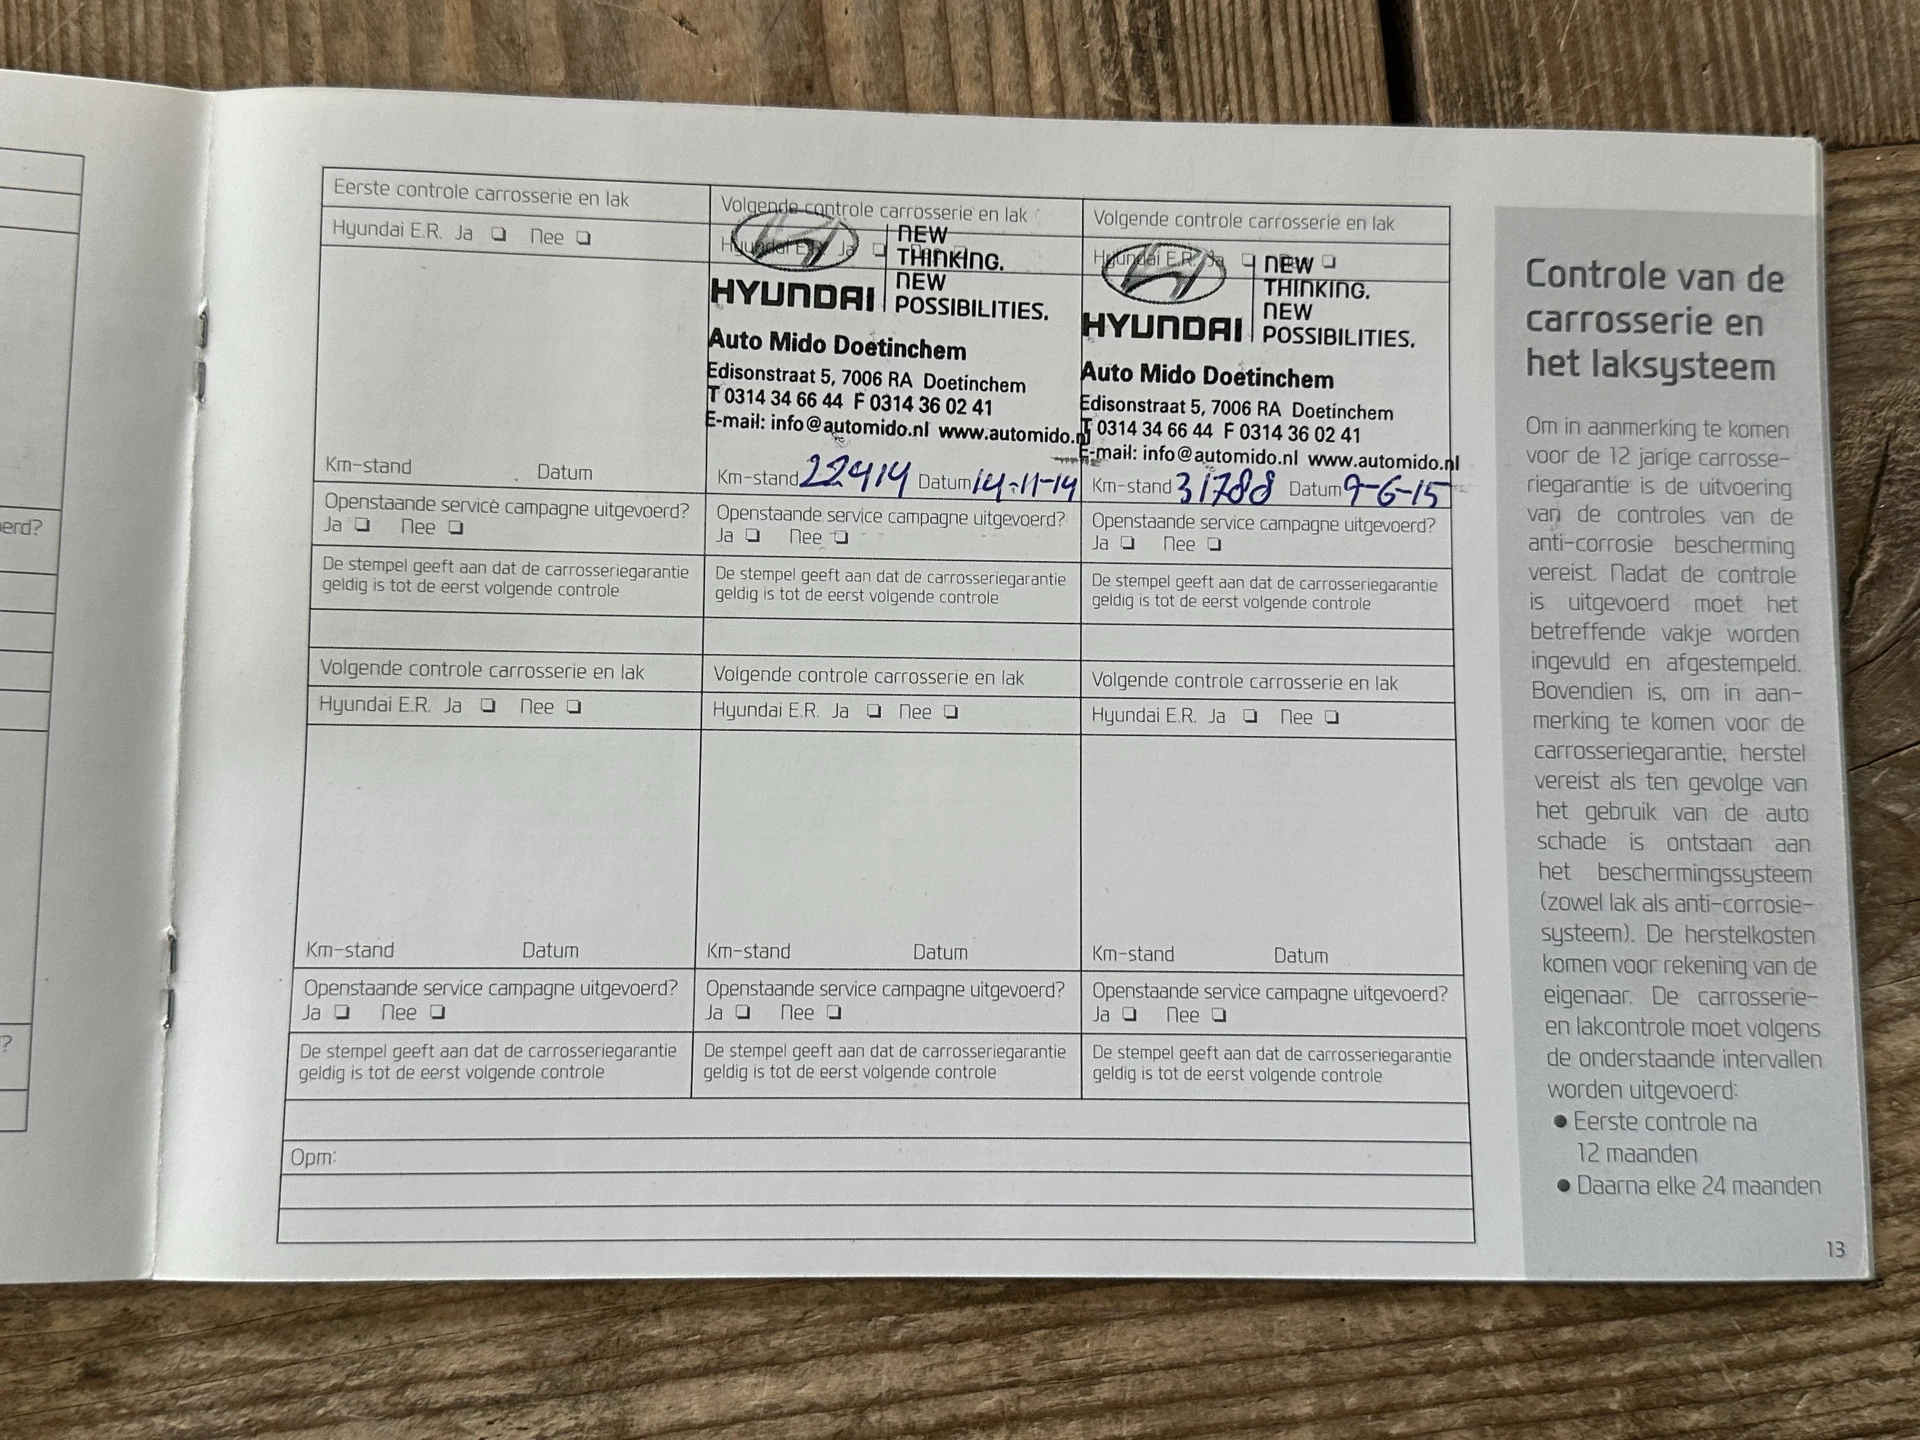 erd?
?
Eerste controle carrosserie en lak
Hyundai E.R. Ja ❏ Nee ❏
Km-stand Datum
Openstaande service campagne uitgevoerd?
Ja ❏ Nee ❏
De stempel geeft aan dat de carrosseriegarantie
geldig is tot de eerst volgende controle
Volgende controle carrosserie en lak
Hyundai E.R. Ja ❏
HYUNDAI
NEW
THINKING.
NEW
POSSIBILITIES.
Auto Mido Doetinchem
Edisonstraat 5, 7006 RA Doetinchem
T 0314 34 66 44 F 0314 36 02 41
E-mail: info@automido.nl www.automido.nl
Km-stand 22414 Datum 14-11-14
Openstaande service campagne uitgevoerd?
Ja ❏ Nee ❏
De stempel geeft aan dat de carrosseriegarantie
geldig is tot de eerst volgende controle
Volgende controle carrosserie en lak
Hyundai E.R. Ja ❏ ❏
HYUNDAI
NEW
THINKING.
NEW
POSSIBILITIES.
Auto Mido Doetinchem
Edisonstraat 5, 7006 RA Doetinchem
T 0314 34 66 44 F 0314 36 02 41
E-mail: info@automido.nl www.automido.nl
Km-stand 31788 Datum 9-6-15
Openstaande service campagne uitgevoerd?
Ja ❏ Nee ❏
De stempel geeft aan dat de carrosseriegarantie
geldig is tot de eerst volgende controle
Volgende controle carrosserie en lak
Hyundai E.R. Ja ❏ Nee ❏
Km-stand Datum
Openstaande service campagne uitgevoerd?
Ja ❏ Nee ❏
De stempel geeft aan dat de carrosseriegarantie
geldig is tot de eerst volgende controle
Volgende controle carrosserie en lak
Hyundai E.R. Ja ❏ Nee ❏
Km-stand Datum
Openstaande service campagne uitgevoerd?
Ja ❏ Nee ❏
De stempel geeft aan dat de carrosseriegarantie
geldig is tot de eerst volgende controle
Volgende controle carrosserie en lak
Hyundai E.R. Ja ❏ Nee ❏
Km-stand Datum
Openstaande service campagne uitgevoerd?
Ja ❏ Nee ❏
De stempel geeft aan dat de carrosseriegarantie
geldig is tot de eerst volgende controle
Opm:
Controle van de
carrosserie en
het laksysteem
Om in aanmerking te komen
voor de 12 jarige carrosse-
riegarantie is de uitvoering
van de controles van de
anti-corrosie bescherming
vereist. Nadat de controle
is uitgevoerd moet het
betreffende vakje worden
ingevuld en afgestempeld.
Bovendien is, om in aan-
merking te komen voor de
carrosseriegarantie, herstel
vereist als ten gevolge van
het gebruik van de auto
schade is ontstaan aan
het beschermingssysteem
(zowel lak als anti-corrosie-
systeem). De herstelkosten
komen voor rekening van de
eigenaar. De carrosserie-
en lakcontrole moet volgens
de onderstaande intervallen
worden uitgevoerd:
● Eerste controle na
12 maanden
● Daarna elke 24 maanden
13